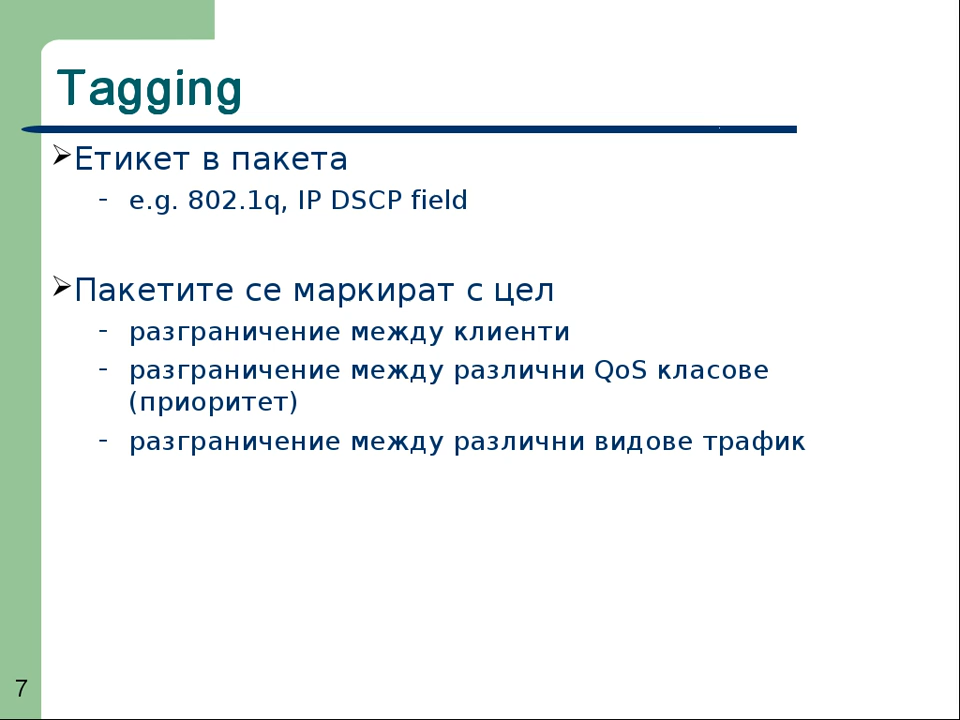 Tagging
Етикет в пакета
- e.g. 802.1q, IP DSCP field
Пакетите се маркират с цел
- разграничение между клиенти
- разграничение между различни QoS класове
(приоритет)
- разграничение между различни видове трафик
7